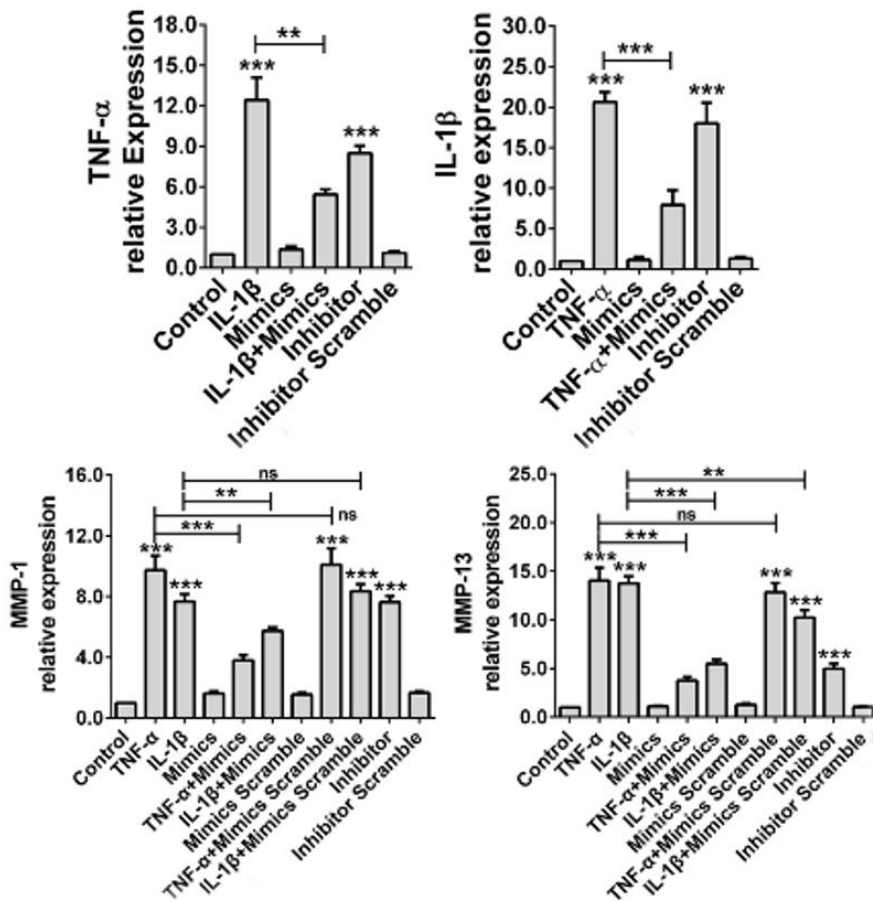 TNF-α
relative Expression
18.0
15.0
12.0
9.0
6.0
3.0
0.0
***
**
***
Control
IL-1β
Mimics
IL-1β+Mimics
Inhibitor
Inhibitor Scramble
IL-1β
relative expression
30.0
25.0
20.0
15.0
10.0
5.0
0.0
***
***
***
Control
TNF-α
Mimics
TNF-α+Mimics
Inhibitor
Inhibitor Scramble
MMP-1
relative expression
16.0
12.0
8.0
4.0
0.0
ns
**
ns
***
***
***
***
***
***
Control
TNF-α
IL-1β
Mimics
TNF-α+Mimics
IL-1β+Mimics
Mimics Scramble
TNF-α+Mimics Scramble
IL-1β+Mimics Scramble
Inhibitor
Inhibitor Scramble
MMP-13
relative expression
25.0
20.0
15.0
10.0
5.0
0.0
**
***
ns
***
***
***
***
***
***
Control
TNF-α
IL-1β
Mimics
TNF-α+Mimics
IL-1β+Mimics
Mimics Scramble
TNF-α+Mimics Scramble
IL-1β+Mimics Scramble
Inhibitor
Inhibitor Scramble